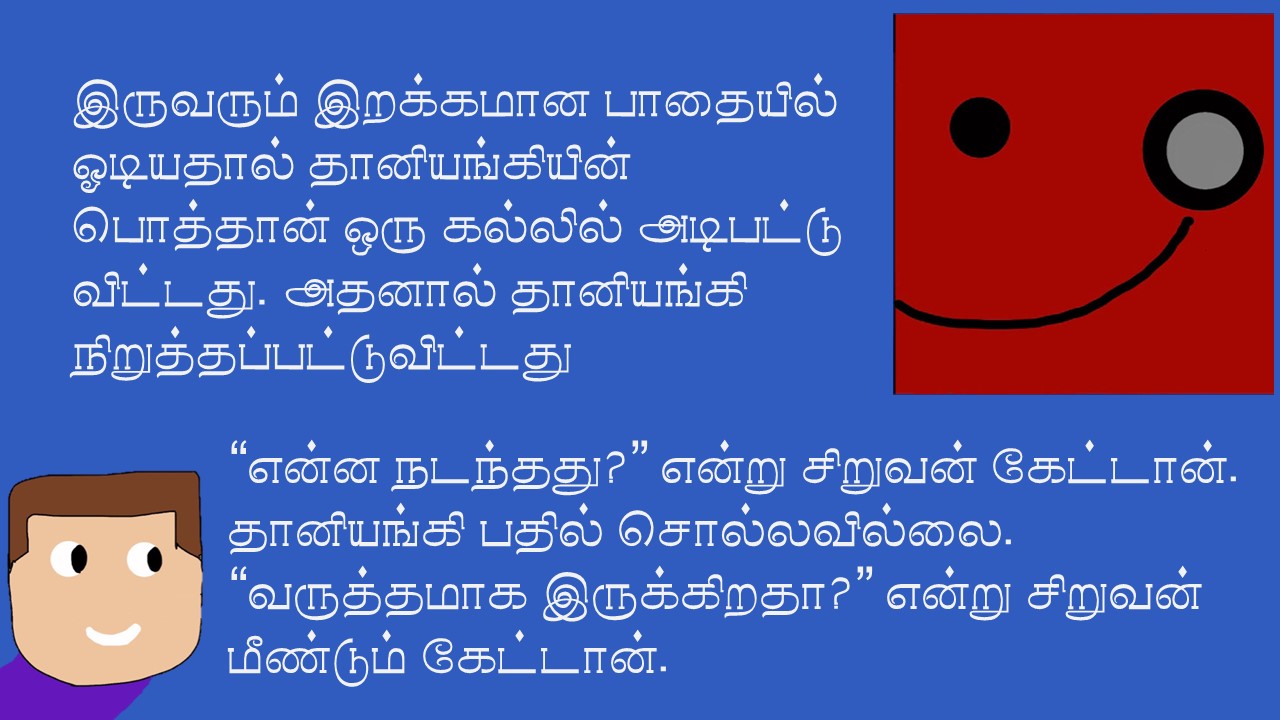 இருவரும் இறக்கமான பாதையில்
ஓடியதால் தானியங்கியின்
பொத்தான் ஒரு கல்லில் அடிபட்டு
விட்டது. அதனால் தானியங்கி
நிறுத்தப்பட்டுவிட்டது
“என்ன நடந்தது?” என்று சிறுவன் கேட்டான்.
தானியங்கி பதில் சொல்லவில்லை.
“வருத்தமாக இருக்கிறதா?” என்று சிறுவன்
மீண்டும் கேட்டான்.